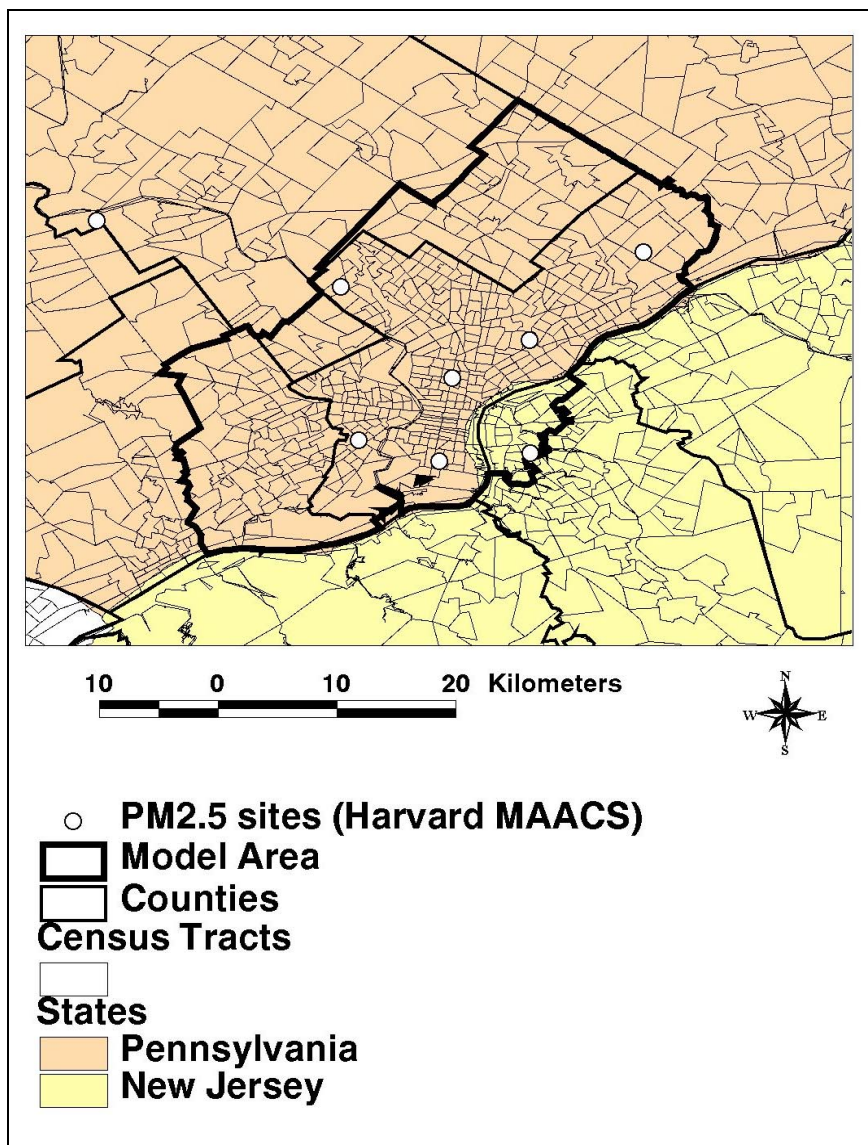 10 0 10 20 Kilometers
N
W E
S
PM2.5 sites (Harvard MAACS)
Model Area
Counties
Census Tracts
States
Pennsylvania
New Jersey